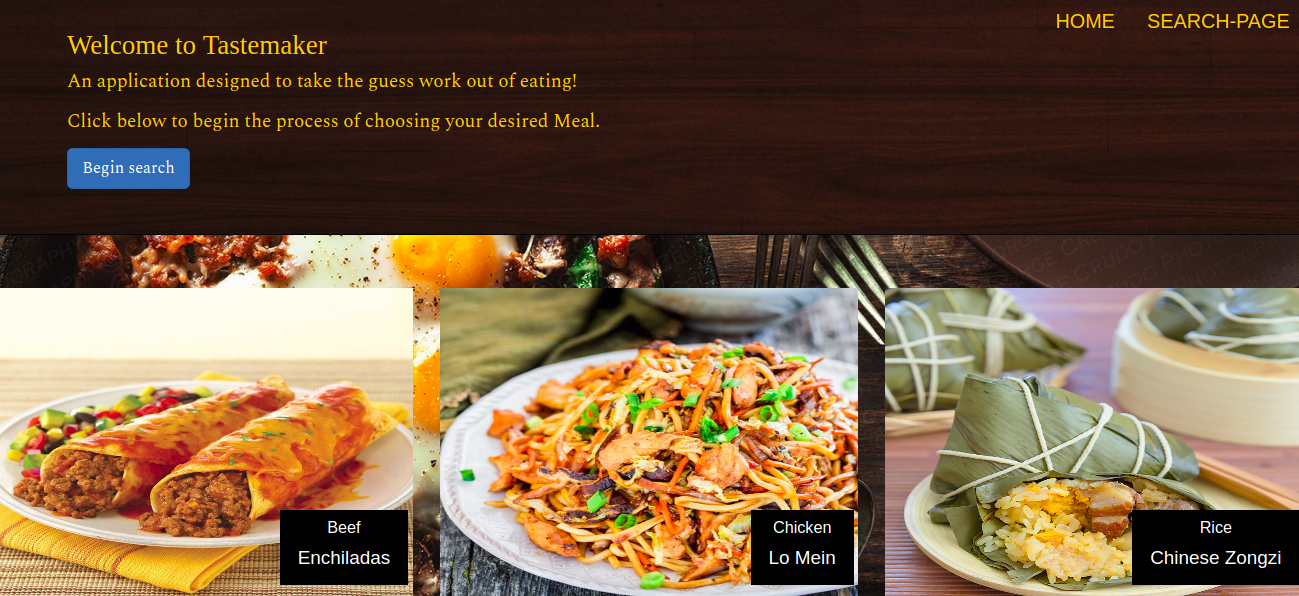 HOME SEARCH-PAGE
Welcome to Tastemaker
An application designed to take the guess work out of eating!
Click below to begin the process of choosing your desired Meal.
Begin search
Beef
Enchiladas
Chicken
Lo Mein
Rice
Chinese Zongzi